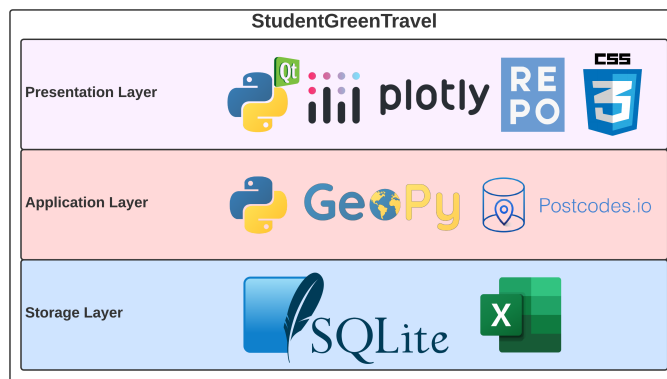 StudentGreenTravel
Presentation Layer
Qt
plotly
RE
PO
CSS
3
Application Layer
GeoPy
Postcodes.io
Storage Layer
SQLite
X